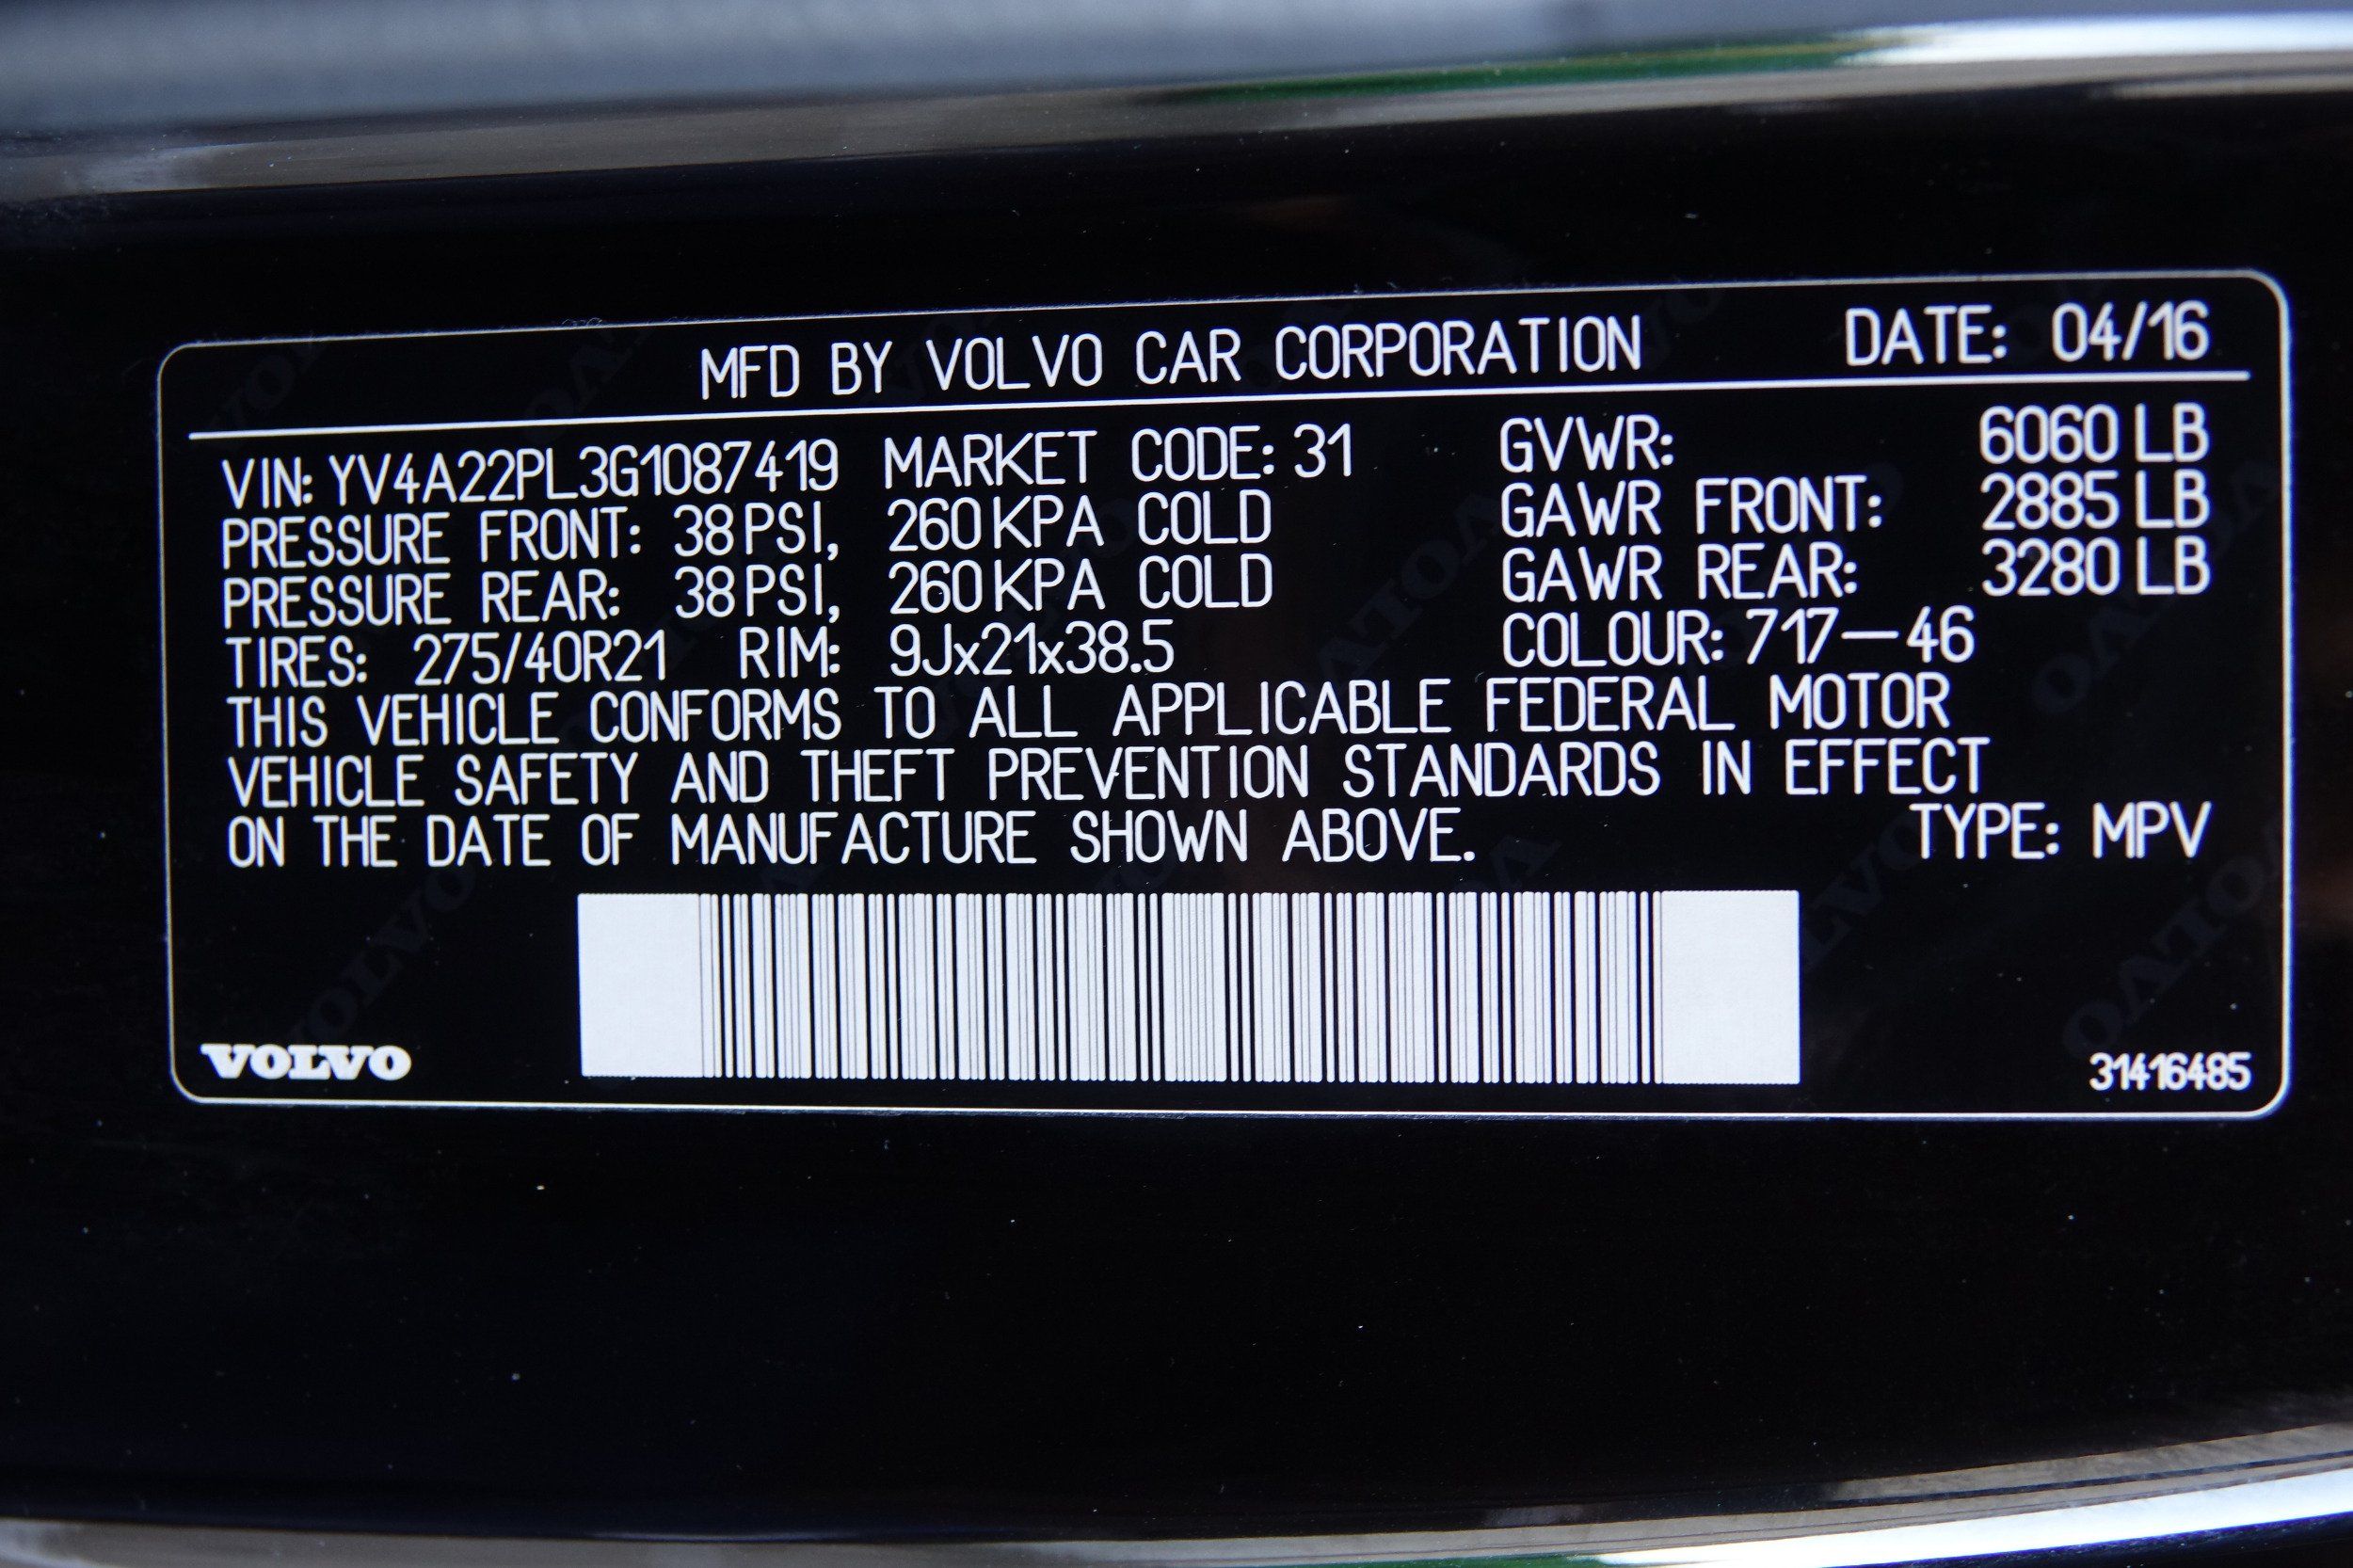 MFD BY VOLVO CAR CORPORATION DATE: 04/16
VIN: YV4A22PL3G1087419 MARKET CODE: 31 GVWR: 6060 LB
PRESSURE FRONT: 38 PSI, 260 KPA COLD GAWR FRONT: 2885 LB
PRESSURE REAR: 38 PSI, 260 KPA COLD GAWR REAR: 3280 LB
TIRES: 275/40R21 RIM: 9Jx21x38.5 COLOUR: 717-46
THIS VEHICLE CONFORMS TO ALL APPLICABLE FEDERAL MOTOR
VEHICLE SAFETY AND THEFT PREVENTION STANDARDS IN EFFECT
ON THE DATE OF MANUFACTURE SHOWN ABOVE. TYPE: MPV
VOLVO 31416485